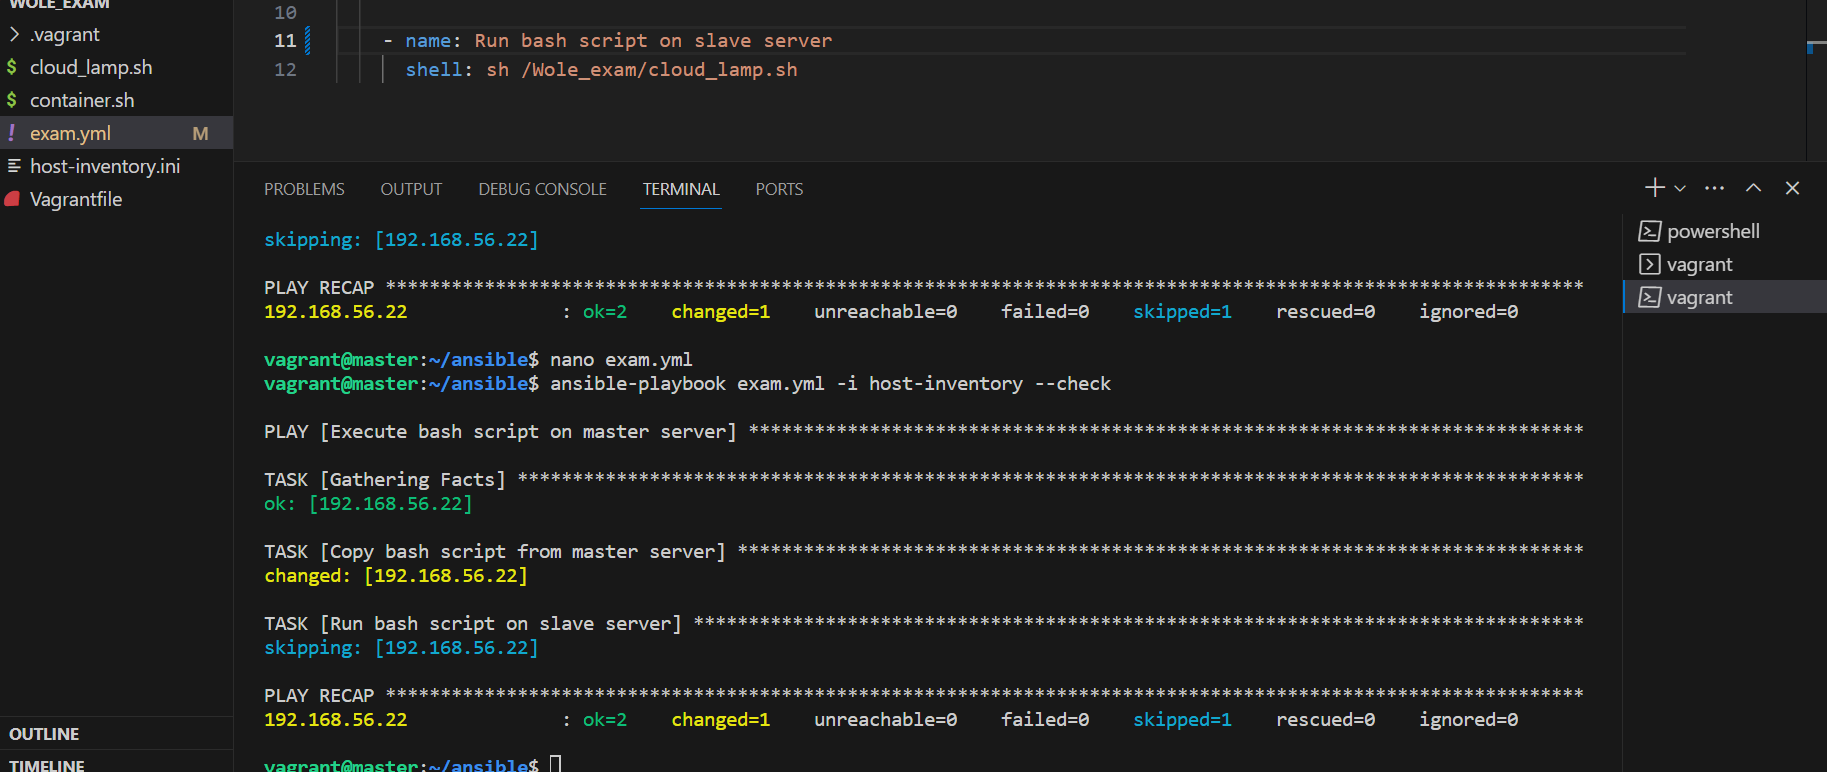 WOLE_EXAM
.vagrant
$ cloud_lamp.sh
$ container.sh
! exam.yml M
host-inventory.ini
Vagrantfile
OUTLINE
TIMELINE
10
11 - name: Run bash script on slave server
12 shell: sh /Wole_exam/cloud_lamp.sh
PROBLEMS OUTPUT DEBUG CONSOLE TERMINAL PORTS
skipping: [192.168.56.22]
PLAY RECAP *************************************************************************************************************
192.168.56.22 : ok=2 changed=1 unreachable=0 failed=0 skipped=1 rescued=0 ignored=0
vagrant@master:~/ansible$ nano exam.yml
vagrant@master:~/ansible$ ansible-playbook exam.yml -i host-inventory --check
PLAY [Execute bash script on master server] ****************************************************************************
TASK [Gathering Facts] *************************************************************************************************
ok: [192.168.56.22]
TASK [Copy bash script from master server] *****************************************************************************
changed: [192.168.56.22]
TASK [Run bash script on slave server] *********************************************************************************
skipping: [192.168.56.22]
PLAY RECAP *************************************************************************************************************
192.168.56.22 : ok=2 changed=1 unreachable=0 failed=0 skipped=1 rescued=0 ignored=0
vagrant@master:~/ansible$
powershell
vagrant
vagrant